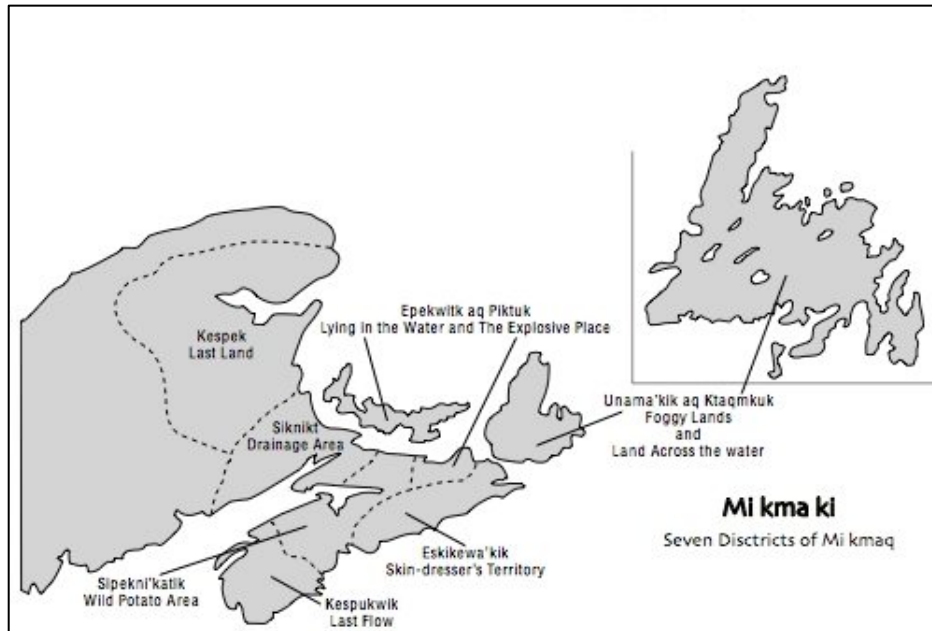 Epekwitk aq Piktuk
Lying in the Water and The Explosive Place
Kespek
Last Land
Unama'kik aq Ktaqmkuk
Foggy Lands
and
Land Across the water
Siknikt
Drainage Area
Mi kma ki
Seven Disctricts of Mi kmaq
Eskikewa'kik
Skin-dresser's Territory
Sipekni'katik
Wild Potato Area
Kespukwik
Last Flow